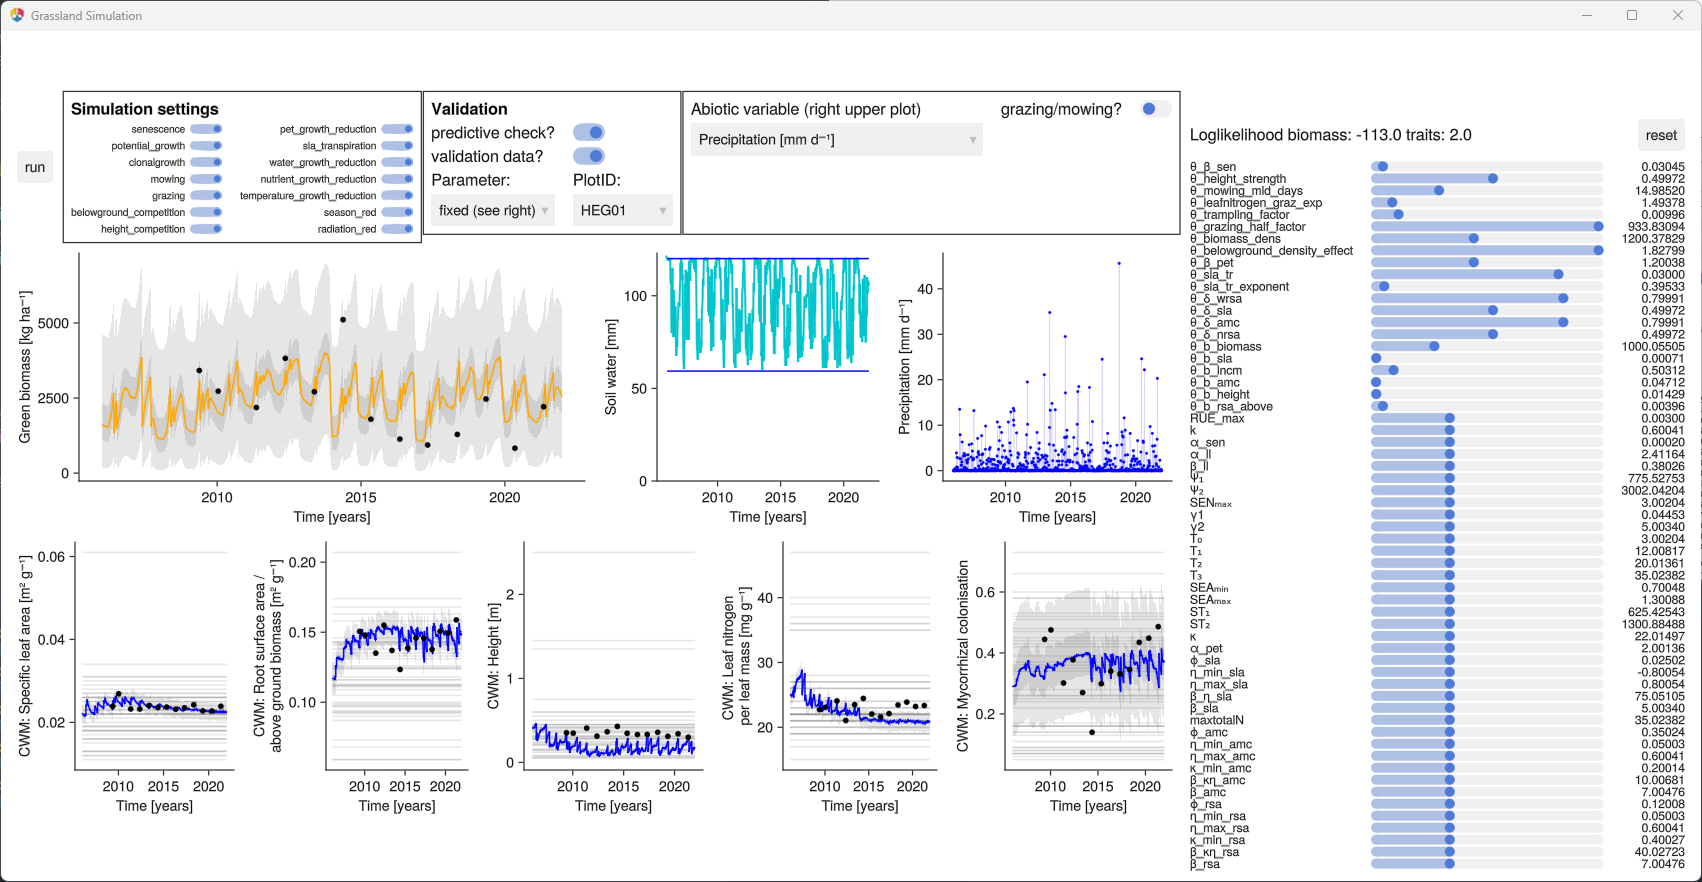 Grassland Simulation
run
Simulation settings
senescence
potential_growth
clonalgrowth
mowing
grazing
belowground_competition
height_competition
pet_growth_reduction
sla_transpiration
water_growth_reduction
nutrient_growth_reduction
temperature_growth_reduction
season_red
radiation_red
Validation
predictive check?
validation data?
Parameter:
PlotID:
fixed (see right)
HEG01
Abiotic variable (right upper plot)
grazing/mowing?
Precipitation [mm d⁻¹]
Loglikelihood biomass: -113.0 traits: 2.0
reset
Green biomass [kg ha⁻¹]
5000
2500
0
2010
2015
2020
Time [years]
Soil water [mm]
100
50
0
2010
2015
2020
Time [years]
Precipitation [mm d⁻¹]
40
30
20
10
0
2010
2015
2020
Time [years]
CWM: Specific leaf area [m² g⁻¹]
0.06
0.04
0.02
2010
2015
2020
Time [years]
CWM: Root surface area /
above ground biomass [m² g⁻¹]
0.20
0.15
0.10
2010
2015
2020
Time [years]
CWM: Height [m]
2
1
0
2010
2015
2020
Time [years]
CWM: Leaf nitrogen
per leaf mass [mg g⁻¹]
40
30
20
2010
2015
2020
Time [years]
CWM: Mycorrhizal colonisation
0.6
0.4
0.2
2010
2015
2020
Time [years]
θ_β_sen 0.03045
θ_height_strength 0.49972
θ_mowing_mid_days 14.98520
θ_leafnitrogen_graz_exp 1.49378
θ_trampling_factor 0.00996
θ_grazing_half_factor 933.83094
θ_biomass_dens 1200.37829
θ_belowground_density_effect 1.82799
θ_β_pet 1.20038
θ_sla_tr 0.03000
θ_sla_tr_exponent 0.39533
θ_δ_wrsa 0.79991
θ_δ_sla 0.49972
θ_δ_amc 0.79991
θ_δ_nrsa 0.49972
θ_b_biomass 1000.05505
θ_b_sla 0.00071
θ_b_lncm 0.50312
θ_b_amc 0.04712
θ_b_height 0.01429
θ_b_rsa_above 0.00396
RUE_max 0.00300
k 0.60041
α_sen 0.00020
α_ll 2.41164
β_ll 0.38026
Ψ₁ 775.52753
Ψ₂ 3002.04204
SENₘₐₓ 3.00204
γ1 0.04453
γ2 5.00340
T₀ 3.00204
T₁ 12.00817
T₂ 20.01361
T₃ 35.02382
SEAₘᵢₙ 0.70048
SEAₘₐₓ 1.30088
ST₁ 625.42543
ST₂ 1300.88488
κ 22.01497
α_pet 2.00136
ϕ_sla 0.02502
η_min_sla -0.80054
η_max_sla 0.80054
β_η_sla 75.05105
β_sla 5.00340
maxtotalN 35.02382
ϕ_amc 0.35024
η_min_amc 0.05003
η_max_amc 0.60041
κ_min_amc 0.20014
β_κη_amc 10.00681
β_amc 7.00476
ϕ_rsa 0.12008
η_min_rsa 0.05003
η_max_rsa 0.60041
κ_min_rsa 0.40027
β_κη_rsa 40.02723
β_rsa 7.00476